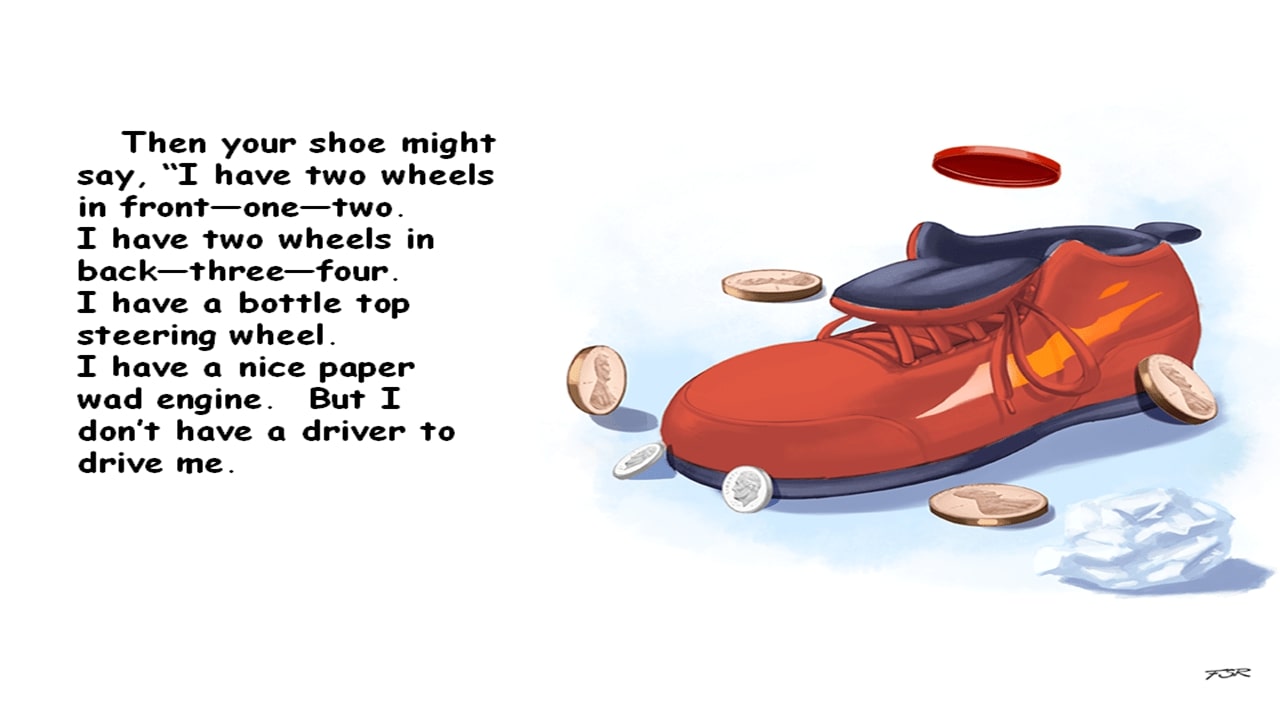 Then your shoe might
say, “I have two wheels
in front—one—two.
I have two wheels in
back—three—four.
I have a bottle top
steering wheel.
I have a nice paper
wad engine.  But I
don’t have a driver to
drive me.